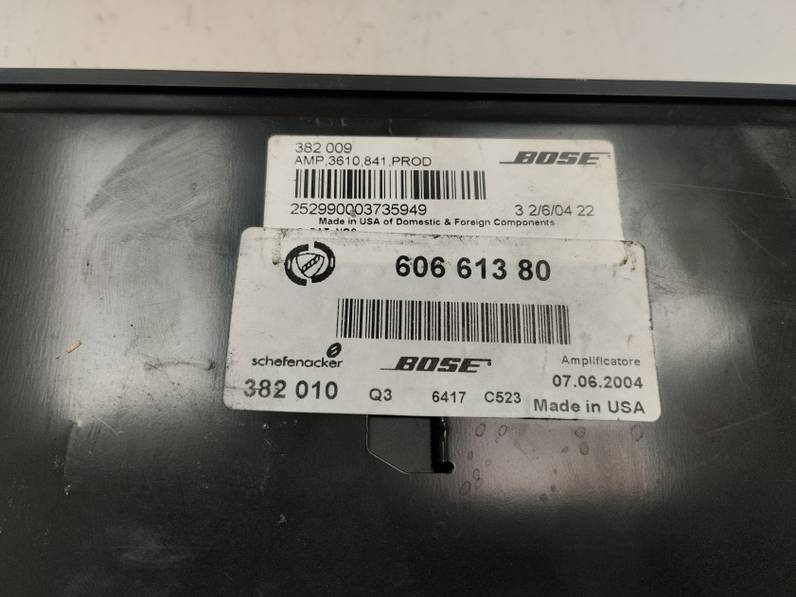 382 009
AMP,3610,841,PROD
BOSE
252990003735949 3 2/6/04 22
Made in USA of Domestic & Foreign Components
606 613 80
schefenacker BOSE Amplificatore
382 010 Q3 6417 C523 07.06.2004
Made in USA